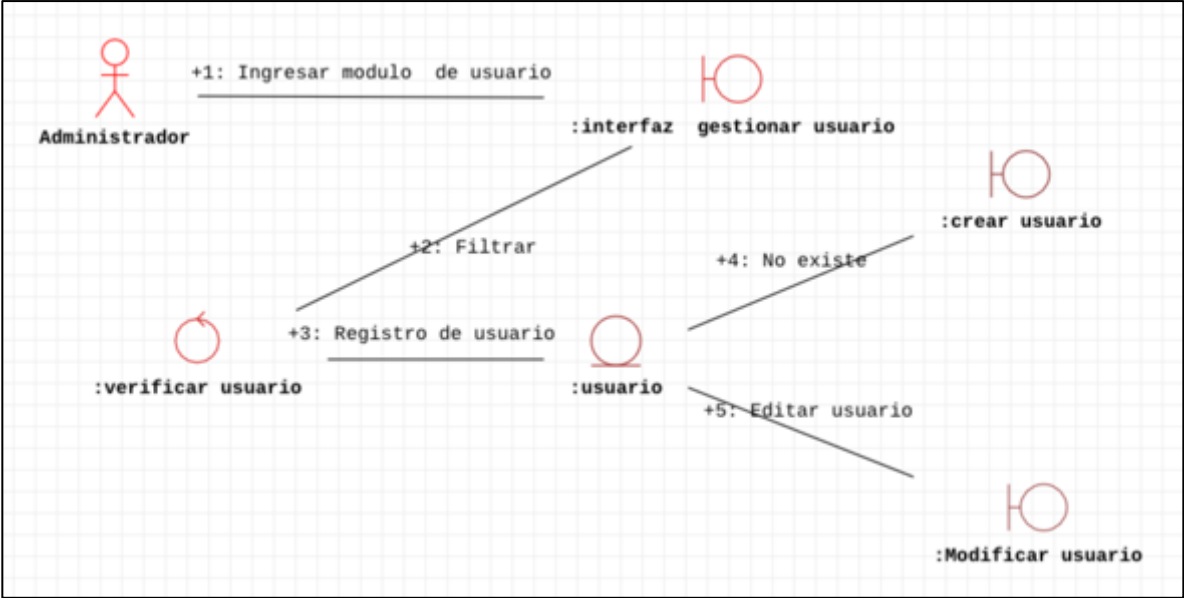 +1: Ingresar modulo de usuario
Administrador
:interfaz gestionar usuario
:crear usuario
+2: Filtrar
+4: No existe
+3: Registro de usuario
:verificar usuario
:usuario
+5: Editar usuario
:Modificar usuario